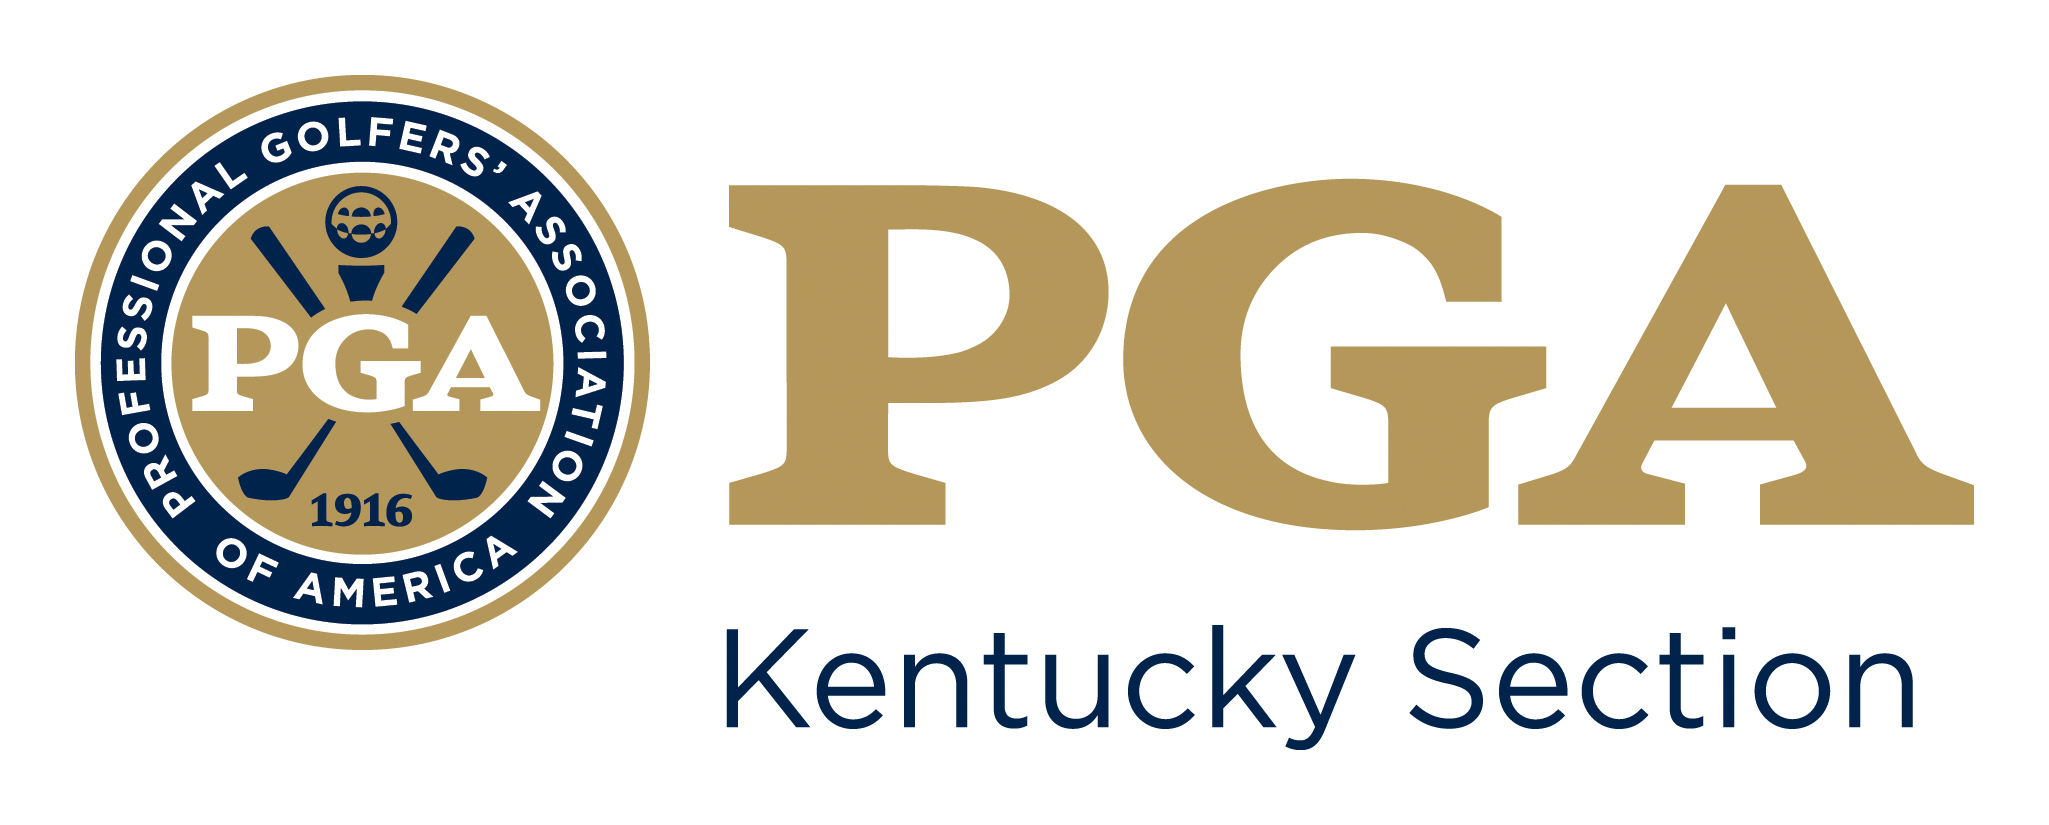 PROFESSIONAL GOLFERS’ ASSOCIATION
OF AMERICA
PGA
1916
PGA
Kentucky Section